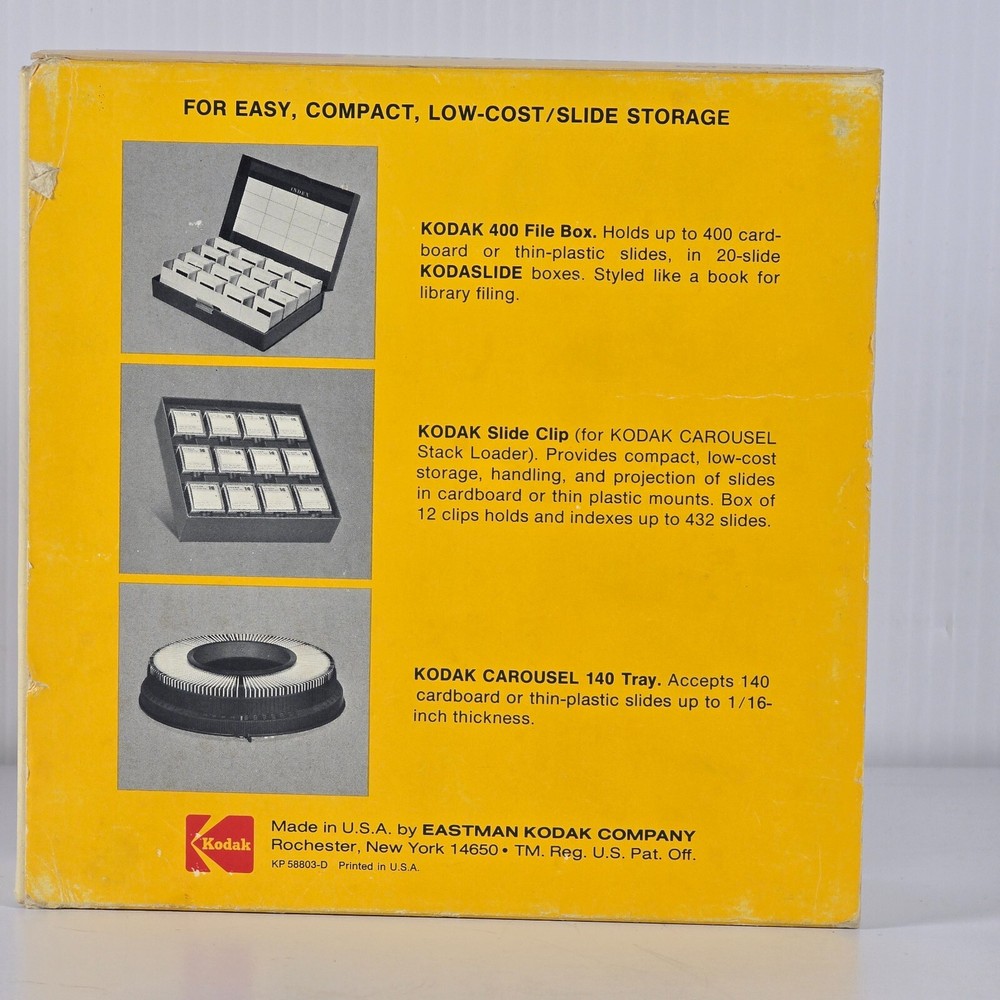 FOR EASY, COMPACT, LOW-COST/SLIDE STORAGE
INDEX
KODAK 400 File Box. Holds up to 400 card-
board or thin-plastic slides, in 20-slide
KODASLIDE boxes. Styled like a book for
library filing.
KODAK Slide Clip (for KODAK CAROUSEL
Stack Loader). Provides compact, low-cost
storage, handling, and projection of slides
in cardboard or thin plastic mounts. Box of
12 clips holds and indexes up to 432 slides.
KODAK CAROUSEL 140 Tray. Accepts 140
cardboard or thin-plastic slides up to 1/16-
inch thickness.
Kodak
Made in U.S.A. by EASTMAN KODAK COMPANY
Rochester, New York 14650 • TM. Reg. U.S. Pat. Off.
KP 58803-D Printed in U.S.A.